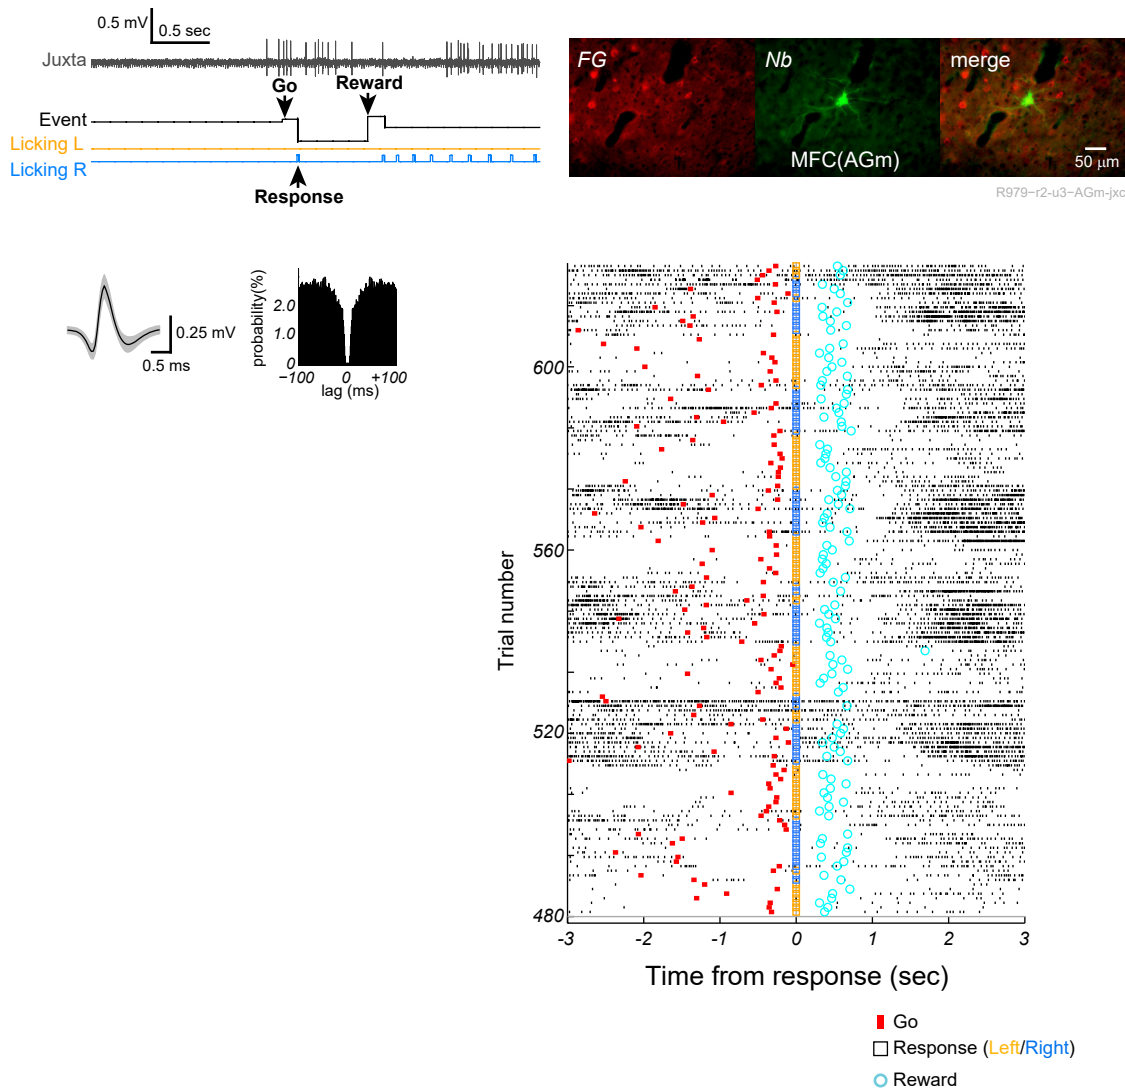 0.5 mV
0.5 sec
Juxta
Go
Reward
Event
Licking L
Licking R
Response
FG
Nb
merge
MFC(AGm)
50 μm
R979−r2-u3−AGm-jxc
0.25 mV
0.5 ms
probability(%)
2.0
1.0
0
−100
0
+100
lag (ms)
Trial number
600
560
520
480
-3
-2
-1
0
1
2
3
Time from response (sec)
Go
Response (Left/Right)
Reward